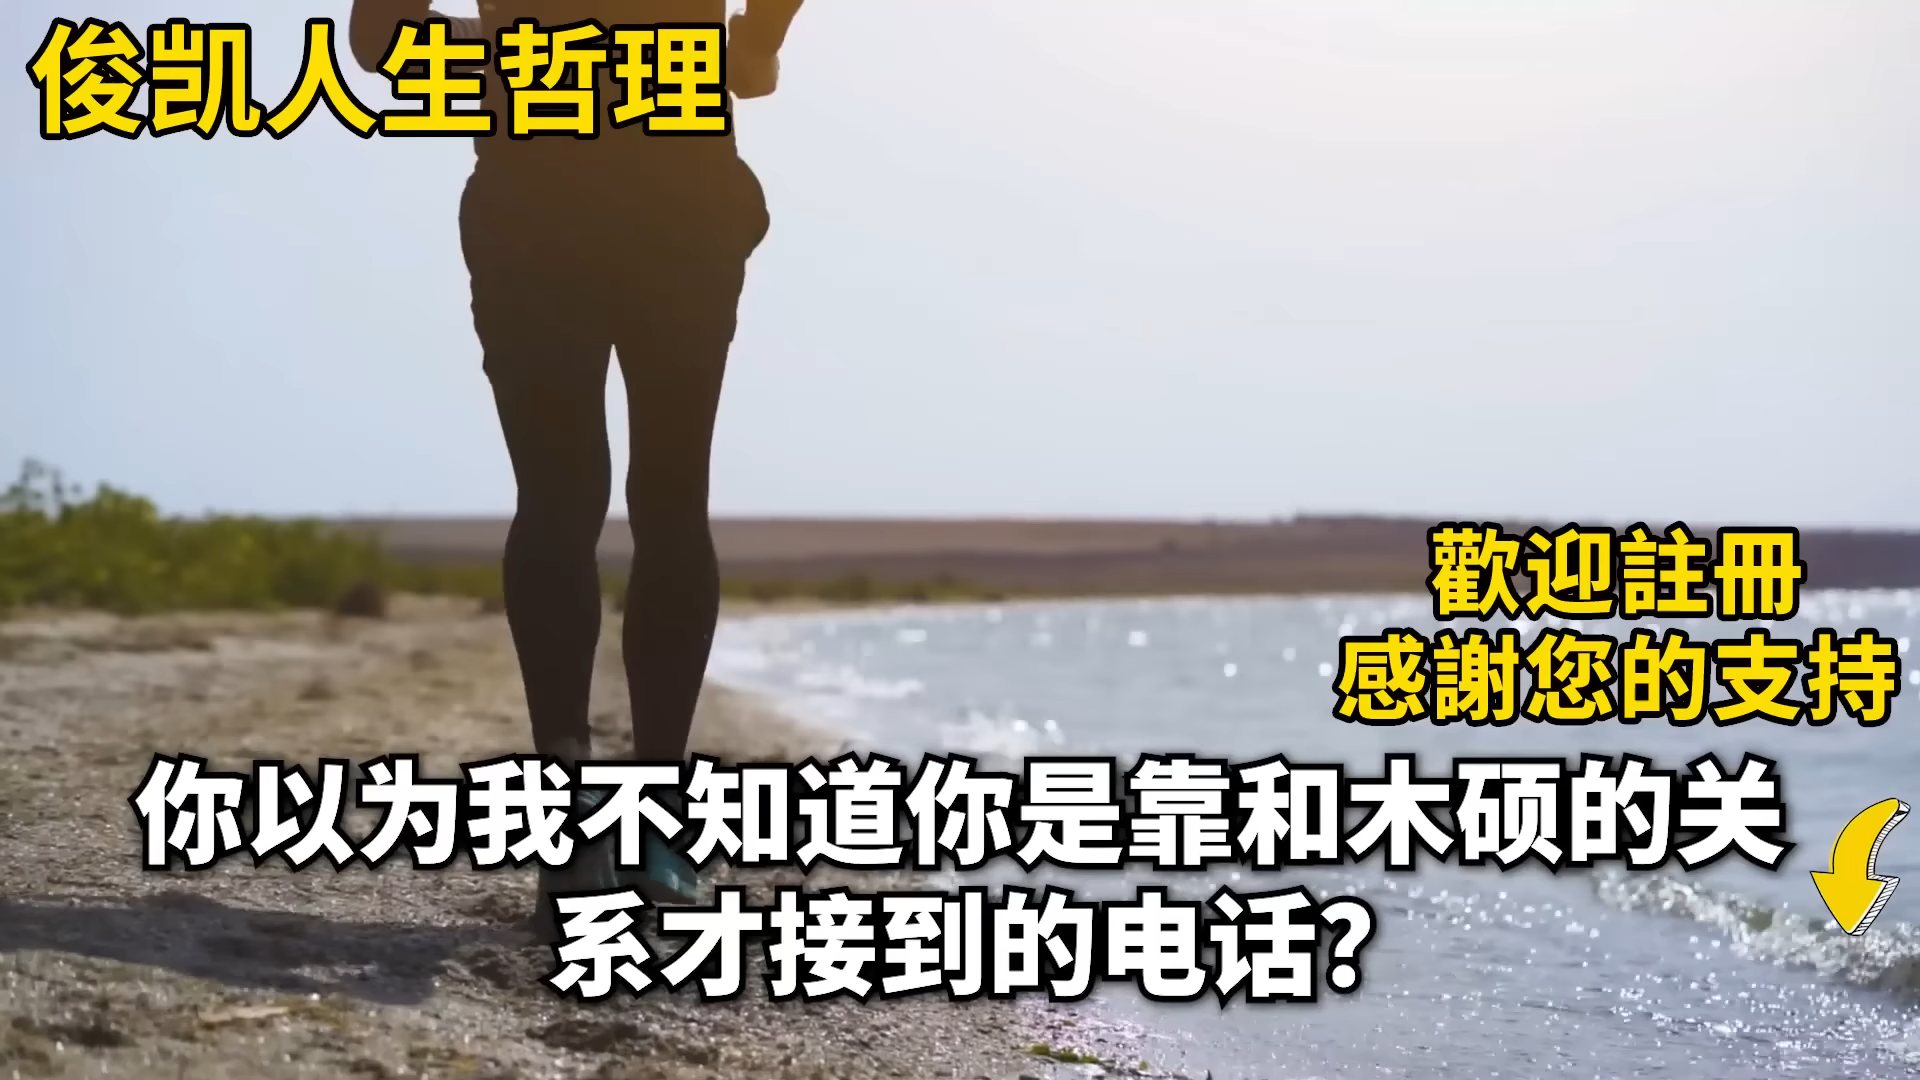 俊凯人生哲理
歡迎註冊
感謝您的支持
你以为我不知道你是靠和木硕的关
系才接到的电话?